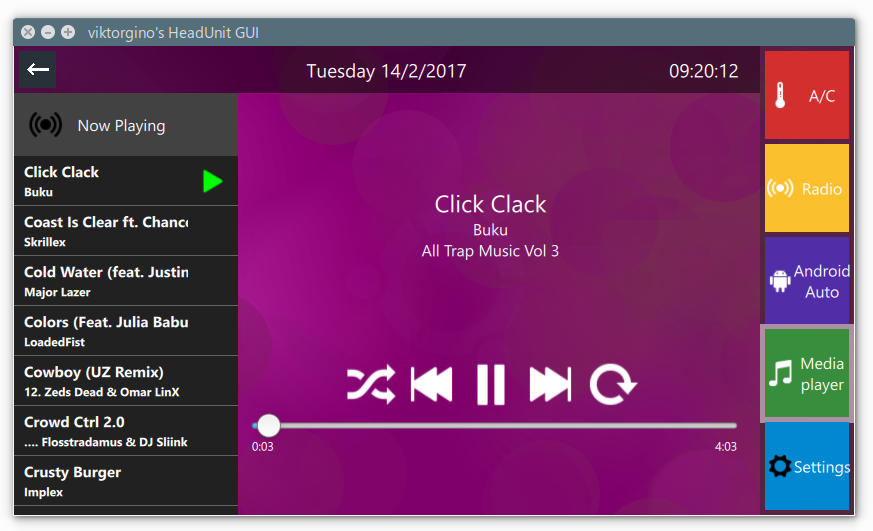 viktorgino's HeadUnit GUI
Tuesday 14/2/2017
09:20:12
Now Playing
Click Clack
Buku
Coast Is Clear ft. Chance
Skrillex
Cold Water (feat. Justin
Major Lazer
Colors (Feat. Julia Babu
LoadedFist
Cowboy (UZ Remix)
12. Zeds Dead & Omar LinX
Crowd Ctrl 2.0
.... Flosstradamus & DJ Sliink
Crusty Burger
Implex
Click Clack
Buku
All Trap Music Vol 3
0:03
4:03
A/C
Radio
Android
Auto
Media
player
Settings